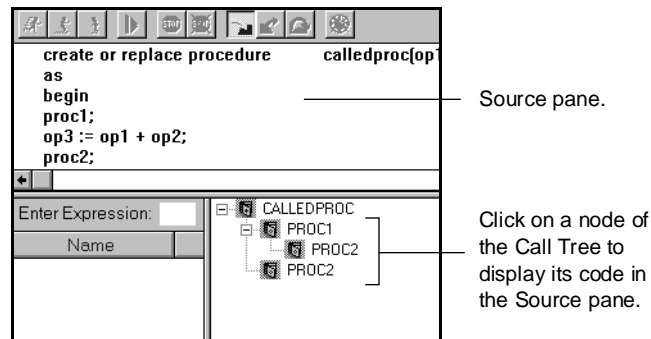 STOP
create or replace procedure calledproc(op1
as
begin
proc1;
op3 := op1 + op2;
proc2;
Source pane.
Enter Expression:
Name
CALLEDPROC
PROC1
PROC2
PROC2
Click on a node of
the Call Tree to
display its code in
the Source pane.